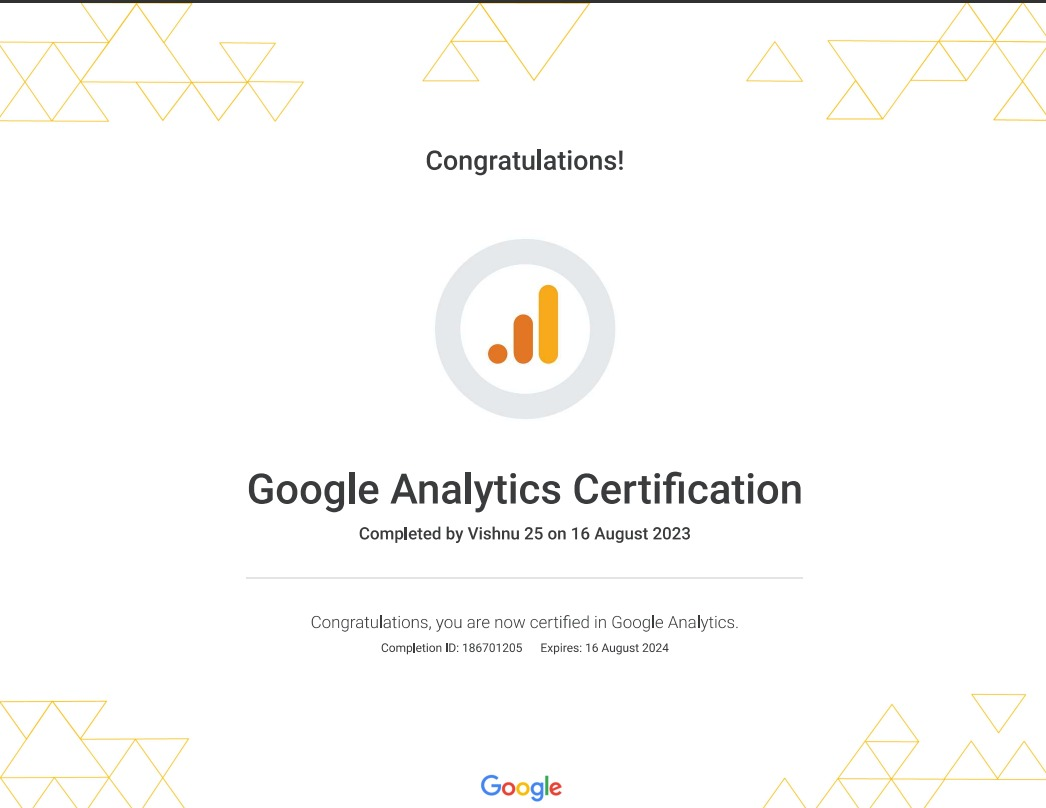 Congratulations!
Google Analytics Certification
Completed by Vishnu 25 on 16 August 2023
Congratulations, you are now certified in Google Analytics.
Completion ID: 186701205 Expires: 16 August 2024
Google